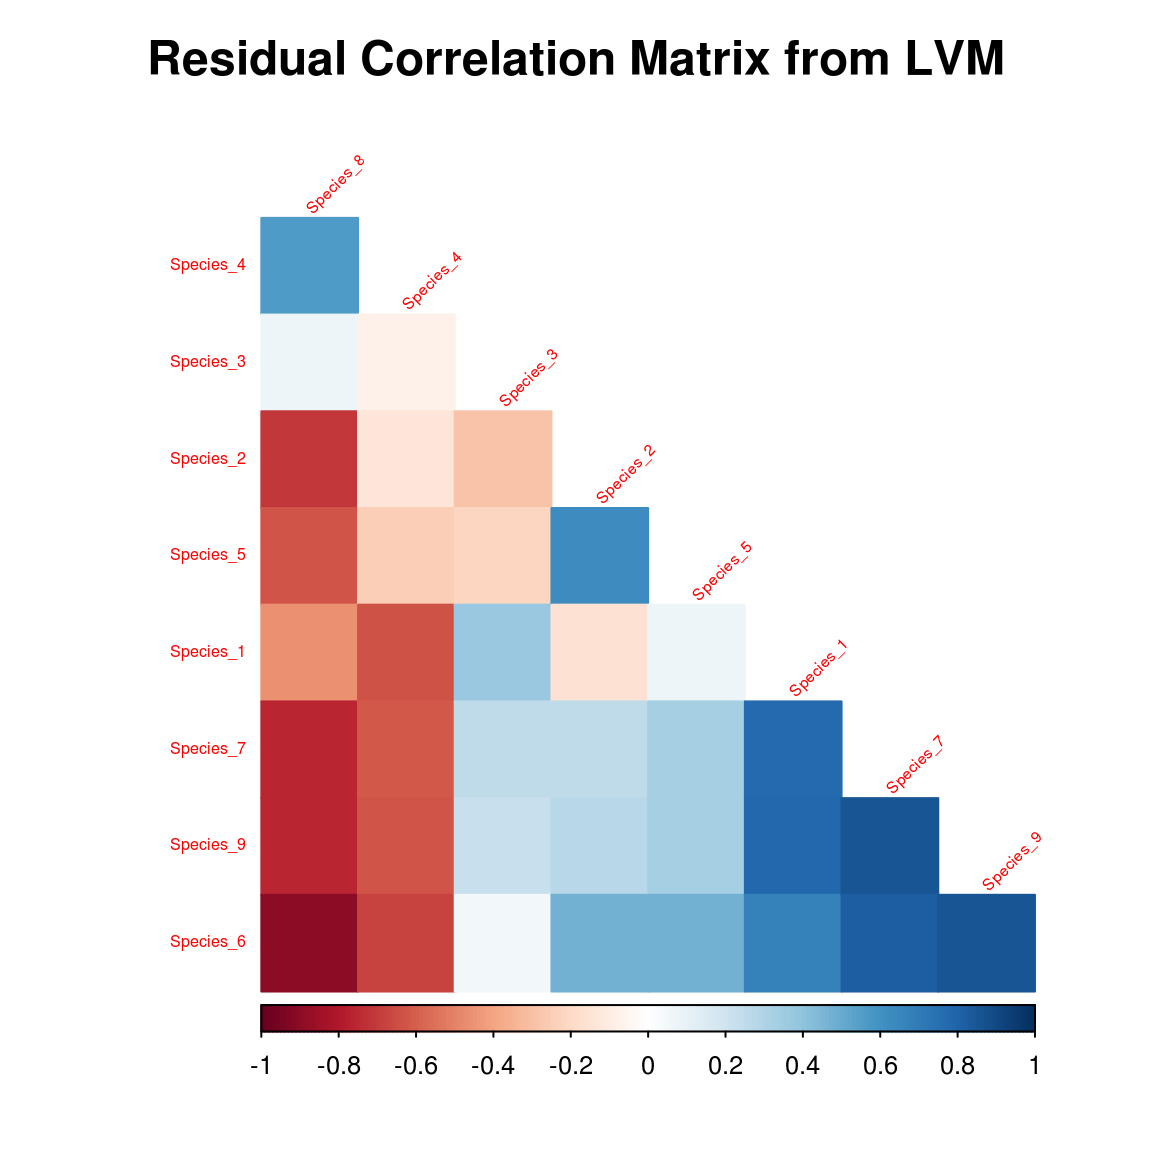 Residual Correlation Matrix from LVM
Species_8
Species_4
Species_4
Species_3
Species_3
Species_2
Species_2
Species_5
Species_5
Species_1
Species_1
Species_7
Species_7
Species_9
Species_9
Species_6
-1 -0.8 -0.6 -0.4 -0.2 0 0.2 0.4 0.6 0.8 1